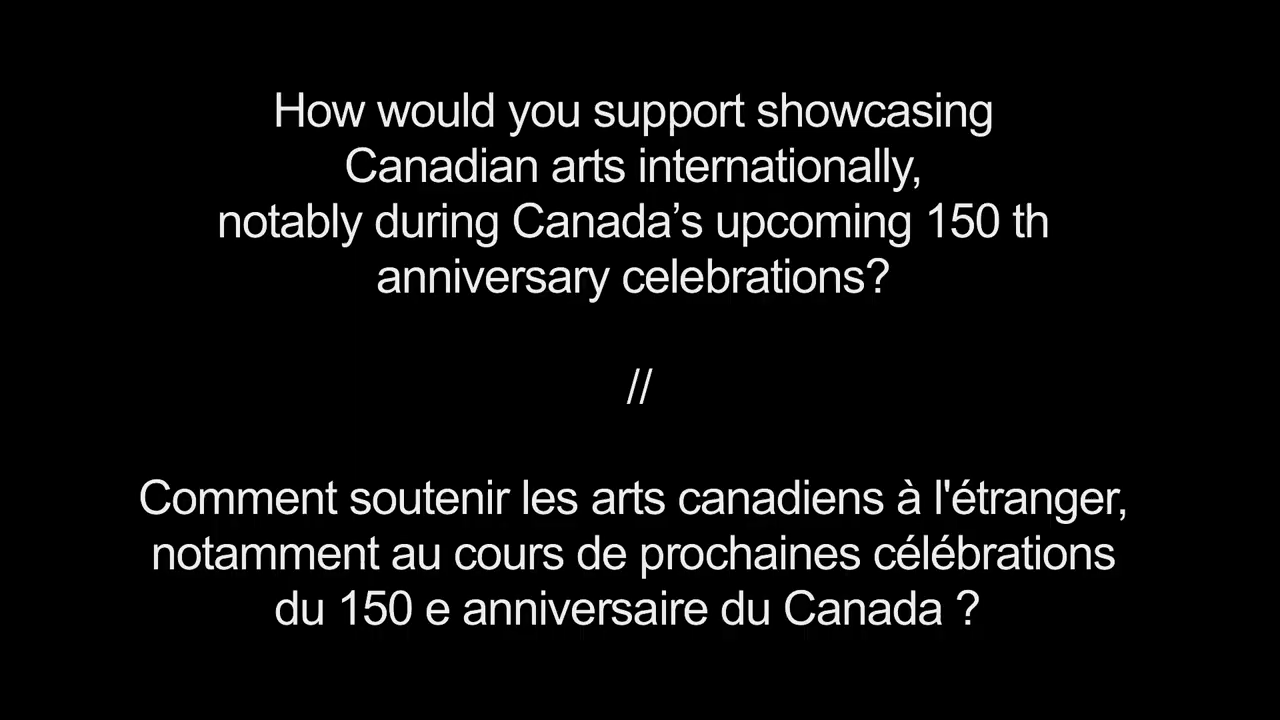 How would you support showcasing
Canadian arts internationally,
notably during Canada’s upcoming 150 th
anniversary celebrations?
//
Comment soutenir les arts canadiens à l'étranger,
notamment au cours de prochaines célébrations
du 150 e anniversaire du Canada ?